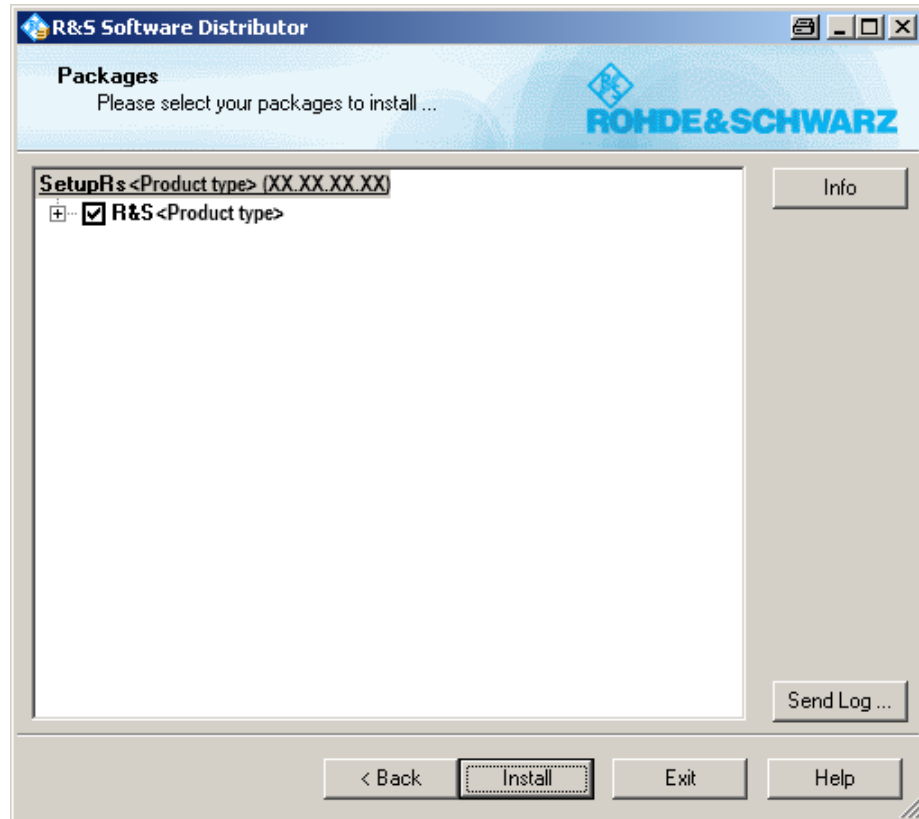 R&S Software Distributor
Packages
Please select your packages to install ...
ROHDE&SCHWARZ
SetupRs<Product type> (XX.XX.XX.XX)
R&S<Product type>
Info
Send Log ...
< Back
Install
Exit
Help